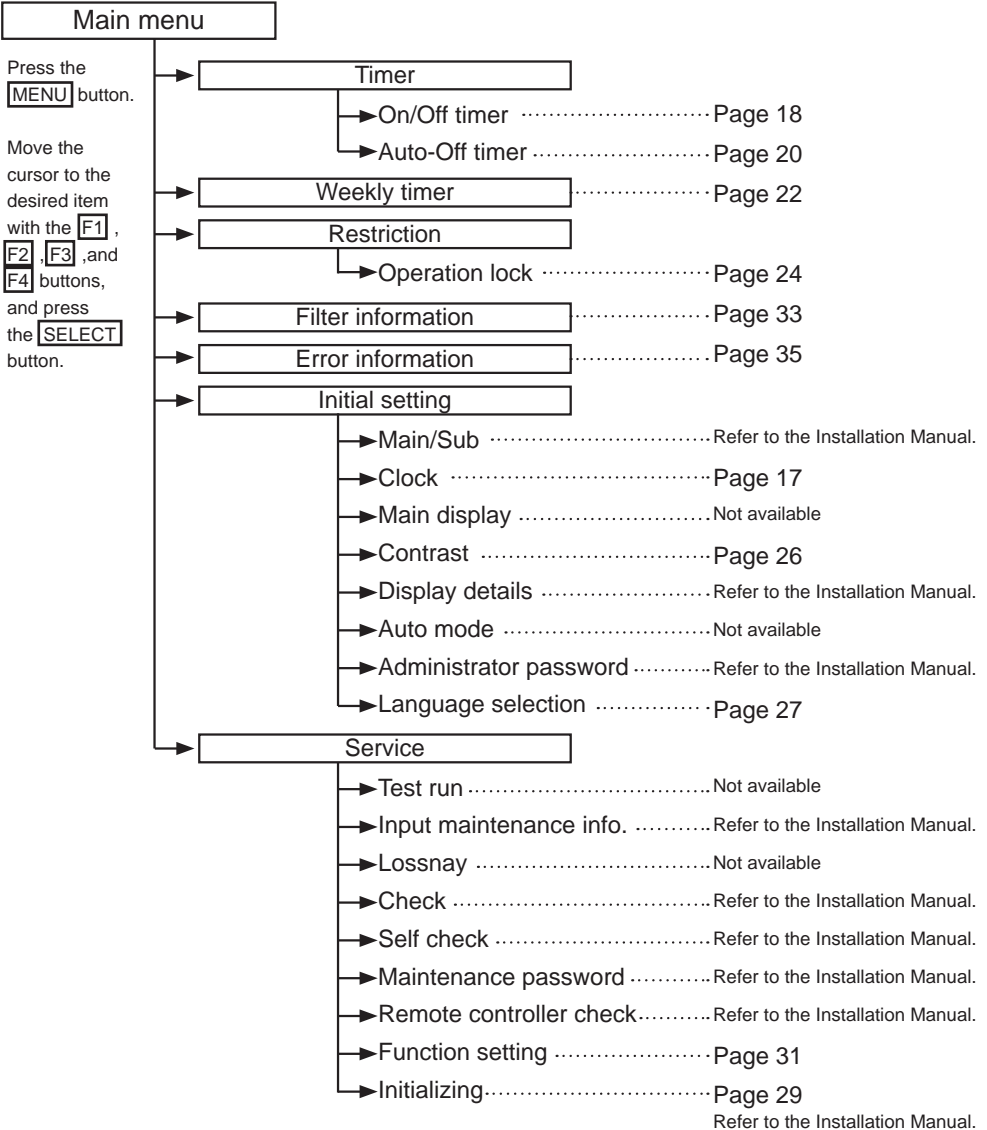 Main menu
Press the
MENU button.
Move the
cursor to the
desired item
with the F1 ,
F2 , F3 ,and
F4 buttons,
and press
the SELECT
button.
Timer
On/Off timer Page 18
Auto-Off timer Page 20
Weekly timer Page 22
Restriction
Operation lock Page 24
Filter information Page 33
Error information Page 35
Initial setting
Main/Sub Refer to the Installation Manual.
Clock Page 17
Main display Not available
Contrast Page 26
Display details Refer to the Installation Manual.
Auto mode Not available
Administrator password Refer to the Installation Manual.
Language selection Page 27
Service
Test run Not available
Input maintenance info. Refer to the Installation Manual.
Lossnay Not available
Check Refer to the Installation Manual.
Self check Refer to the Installation Manual.
Maintenance password Refer to the Installation Manual.
Remote controller check Refer to the Installation Manual.
Function setting Page 31
Initializing Page 29
Refer to the Installation Manual.